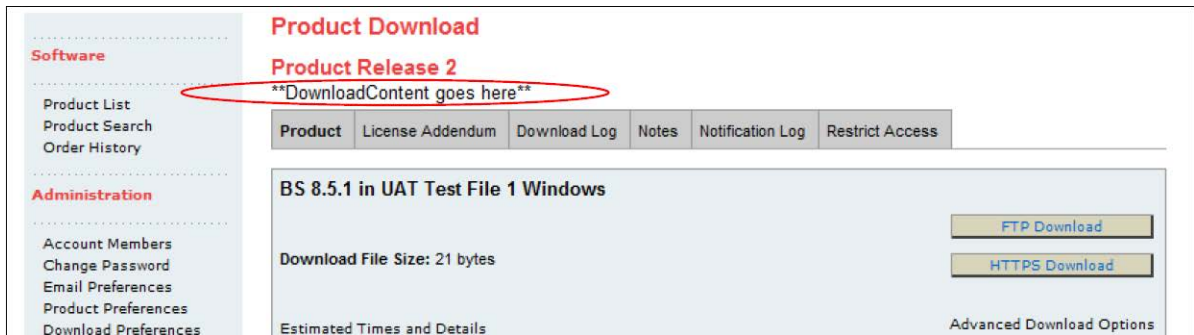 Software
Product List
Product Search
Order History
Administration
Account Members
Change Password
Email Preferences
Product Preferences
Download Preferences
Product Download
Product Release 2
**DownloadContent goes here**
Product License Addendum Download Log Notes Notification Log Restrict Access
BS 8.5.1 in UAT Test File 1 Windows
FTP Download
Download File Size: 21 bytes
HTTPS Download
Estimated Times and Details
Advanced Download Options